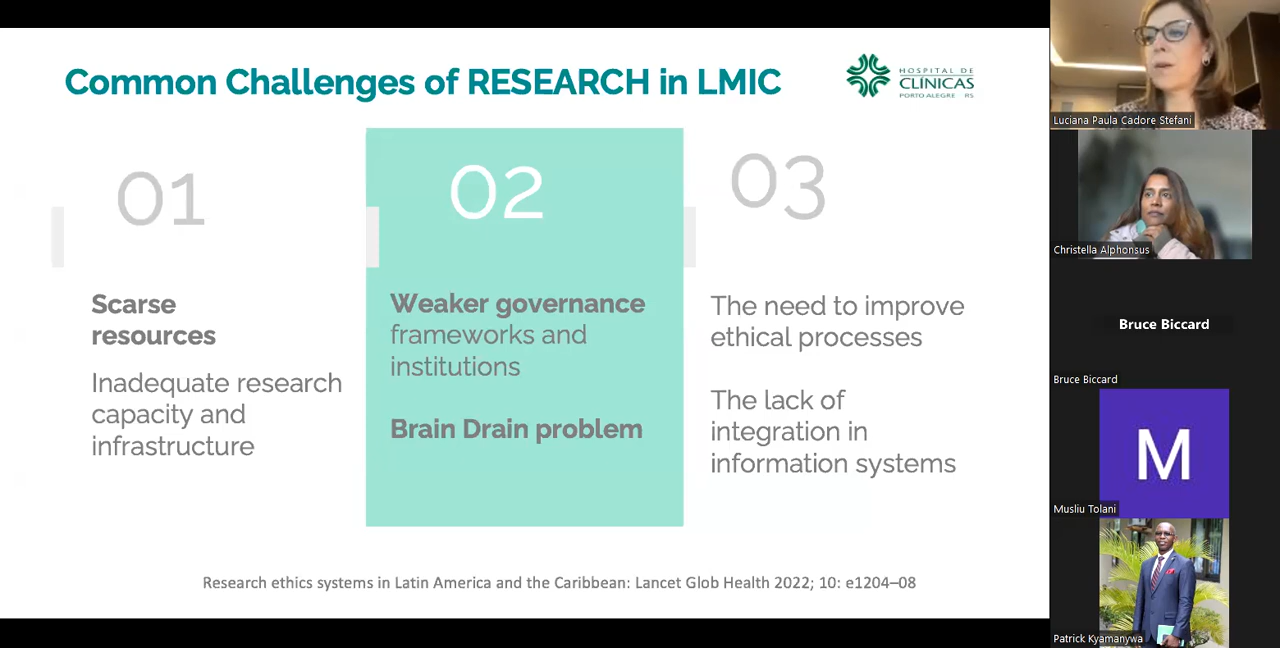 Common Challenges of RESEARCH in LMIC
HOSPITAL DE
CLINICAS
PORTO ALEGRE RS
01
Scarse
resources
Inadequate research
capacity and
infrastructure
02
Weaker governance
frameworks and
institutions
Brain Drain problem
03
The need to improve
ethical processes
The lack of
integration in
information systems
Research ethics systems in Latin America and the Caribbean: Lancet Glob Health 2022; 10: e1204–08
Luciana Paula Cadore Stefani
Christella Alphonsus
Bruce Biccard
Bruce Biccard
M
Musliu Tolani
Patrick Kyamanywa